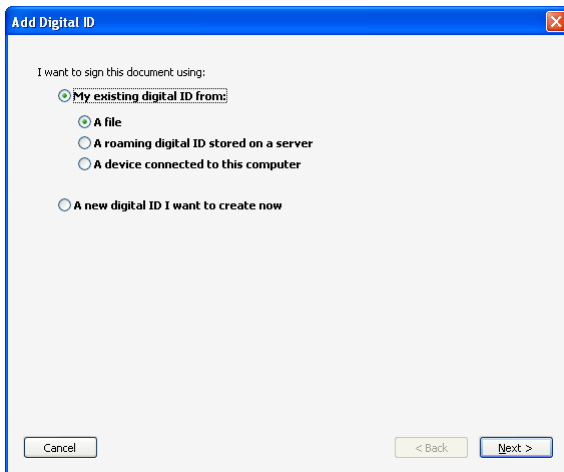 Add Digital ID
I want to sign this document using:
My existing digital ID from:
A file
A roaming digital ID stored on a server
A device connected to this computer
A new digital ID I want to create now
Cancel
< Back
Next >